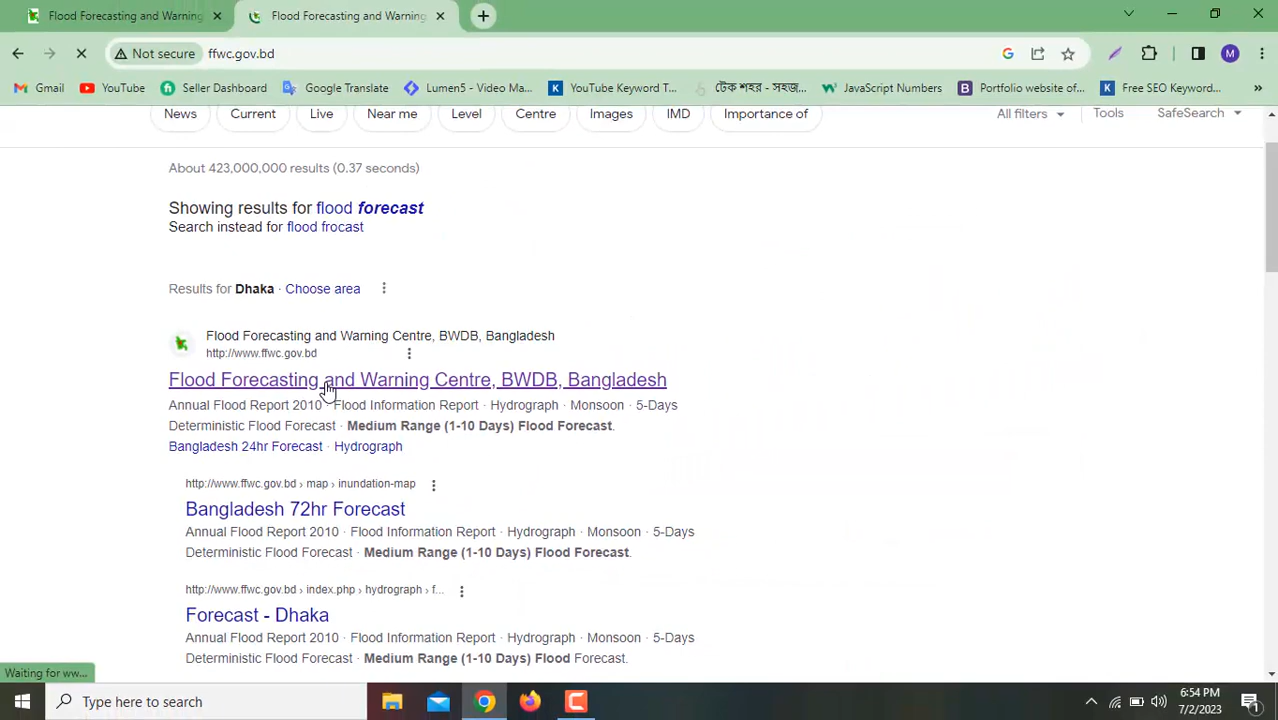 Flood Forecasting and Warning
Flood Forecasting and Warning
Not secure
ffwc.gov.bd
Gmail
YouTube
Seller Dashboard
Google Translate
Lumen5 - Video Ma...
YouTube Keyword T...
টেক শহর - সহজ...
JavaScript Numbers
Portfolio website of...
Free SEO Keyword...
»
News
Current
Live
Near me
Level
Centre
Images
IMD
Importance of
All filters
Tools
SafeSearch
About 423,000,000 results (0.37 seconds)
Showing results for flood forecast
Search instead for flood frocast
Results for Dhaka · Choose area
Flood Forecasting and Warning Centre, BWDB, Bangladesh
http://www.ffwc.gov.bd
Flood Forecasting and Warning Centre, BWDB, Bangladesh
Annual Flood Report 2010 · Flood Information Report · Hydrograph · Monsoon · 5-Days
Deterministic Flood Forecast · Medium Range (1-10 Days) Flood Forecast.
Bangladesh 24hr Forecast · Hydrograph
http://www.ffwc.gov.bd › map › inundation-map
Bangladesh 72hr Forecast
Annual Flood Report 2010 · Flood Information Report · Hydrograph · Monsoon · 5-Days
Deterministic Flood Forecast · Medium Range (1-10 Days) Flood Forecast.
http://www.ffwc.gov.bd › index.php › hydrograph › f...
Forecast - Dhaka
Annual Flood Report 2010 · Flood Information Report · Hydrograph · Monsoon · 5-Days
Deterministic Flood Forecast · Medium Range (1-10 Days) Flood Forecast.
Waiting for ww...
Type here to search
6:54 PM
7/2/2023
M
K
B
K
C
1